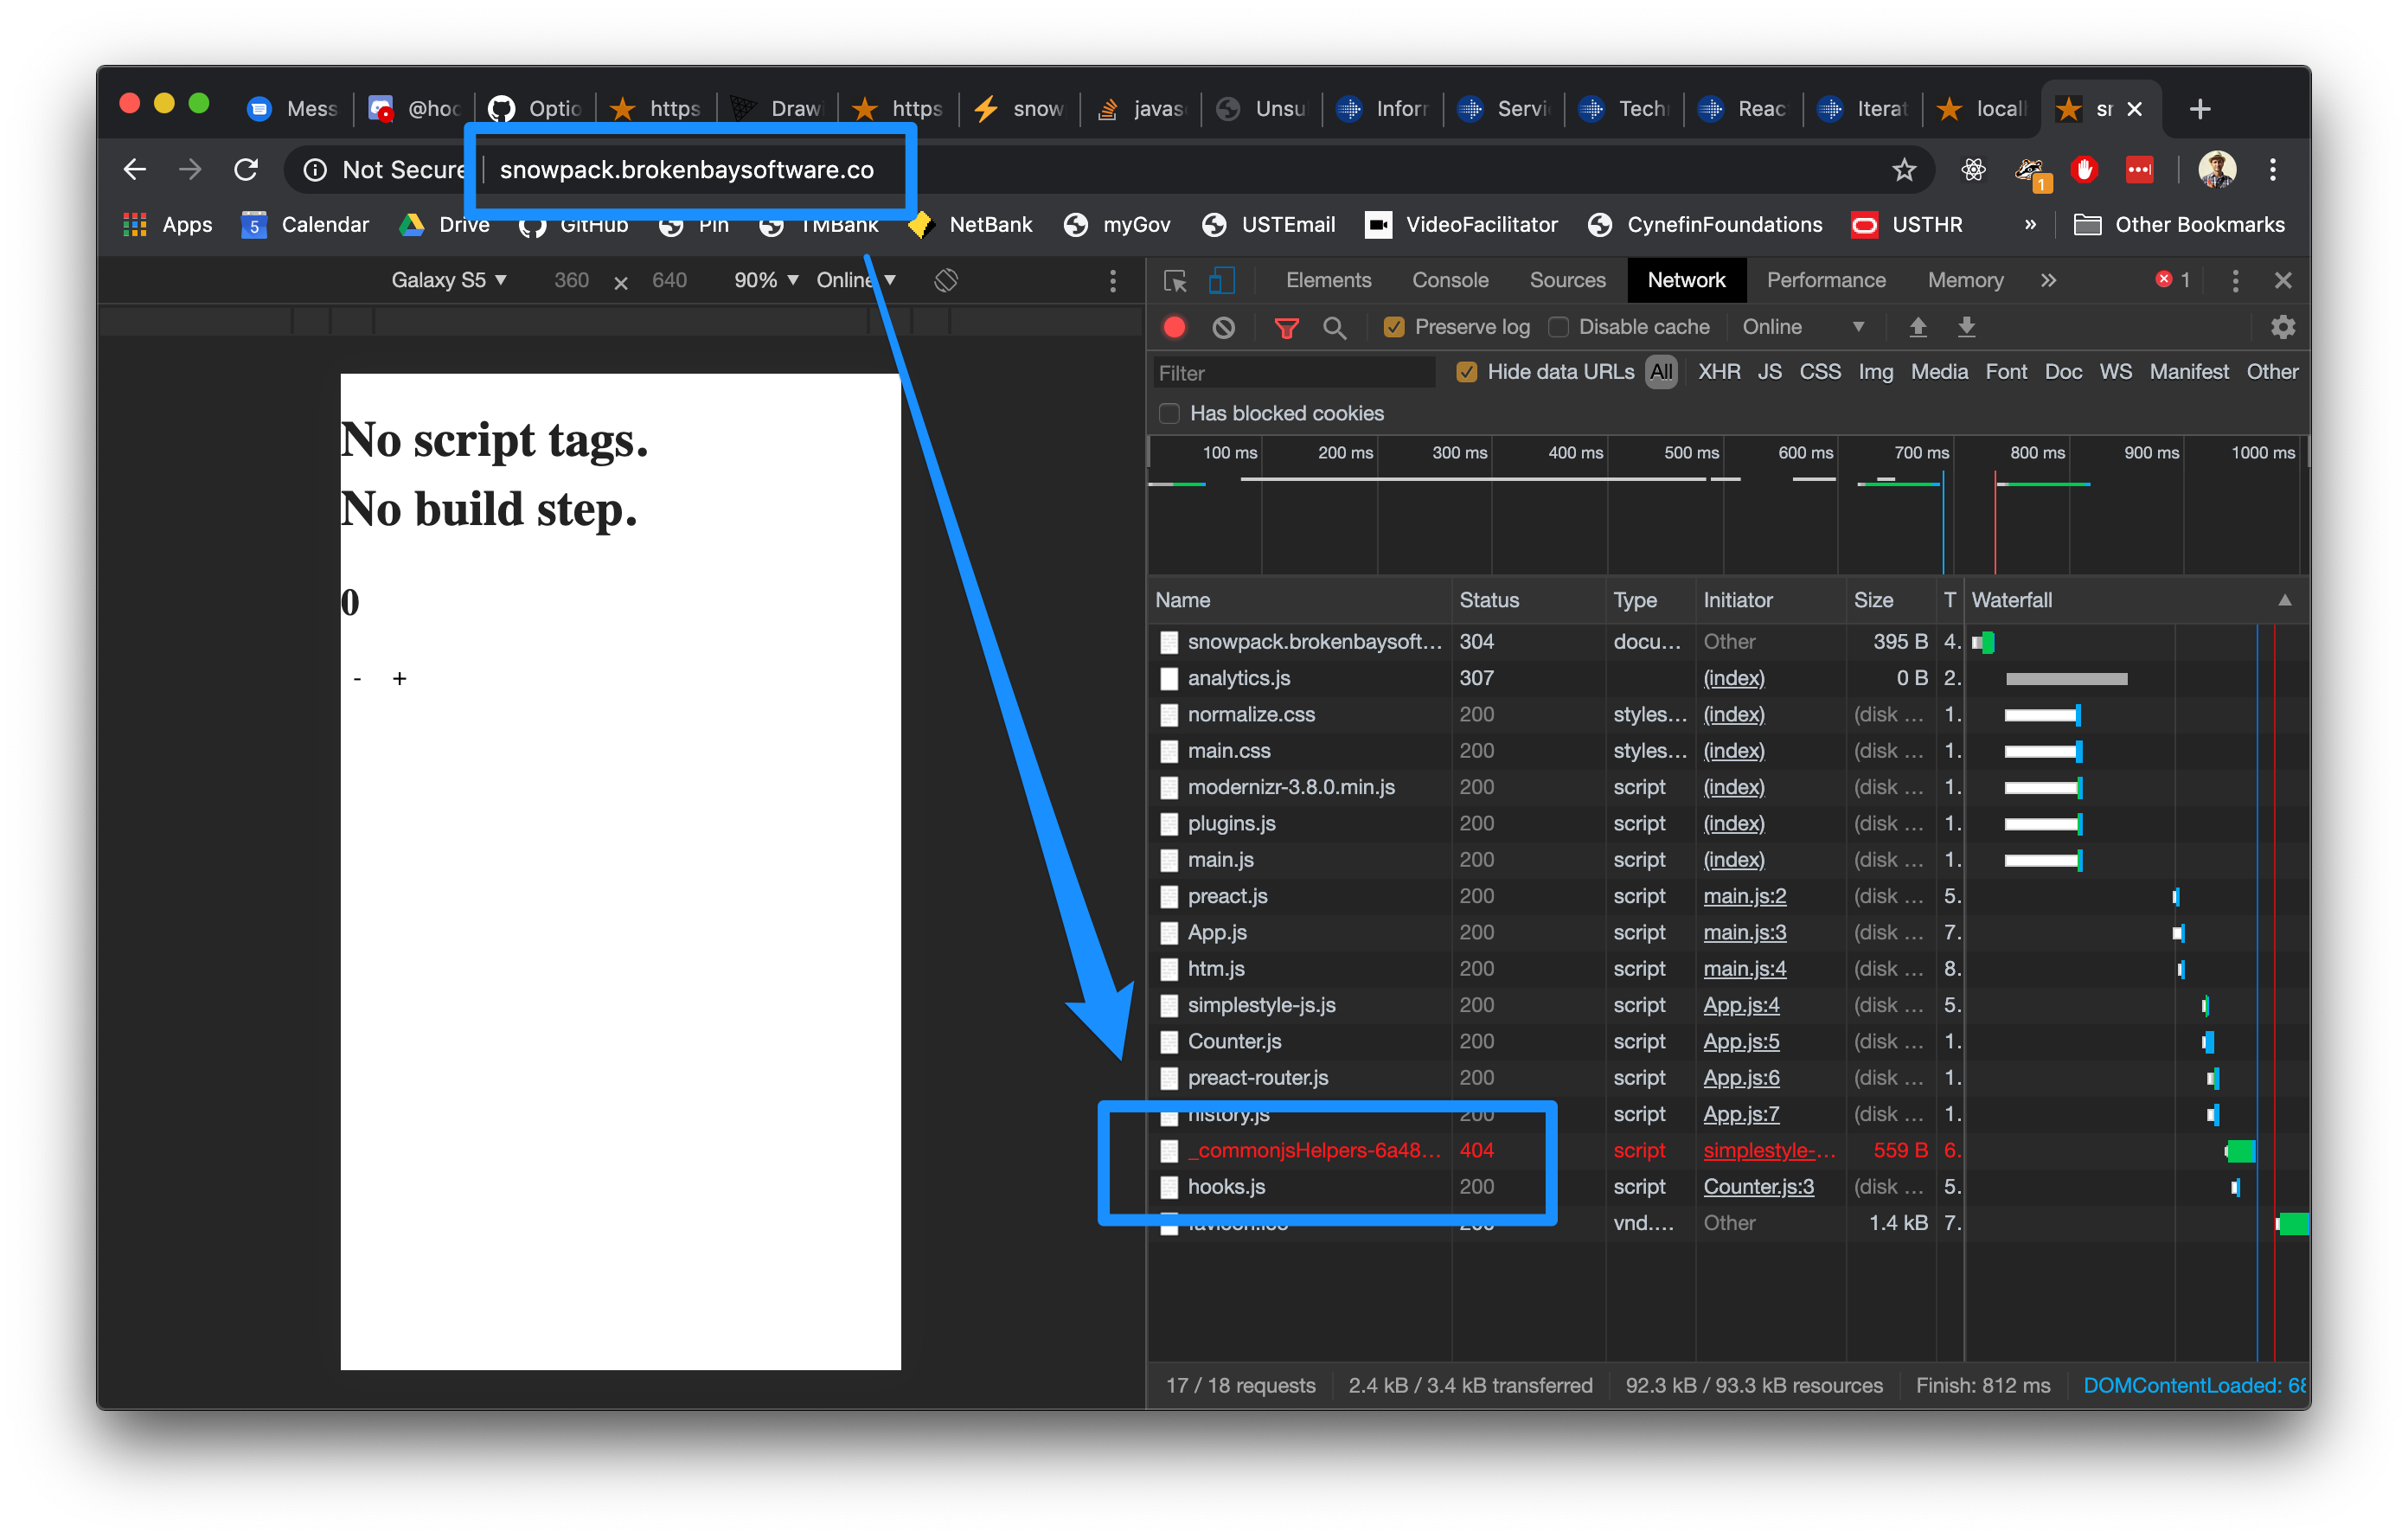 Mess @hoc Optio https Drawi https snow javas Unsu Inforr Servi Techr Reac Iterat local sr
Not Secure snowpack.brokenbaysoftware.co 1
Apps 5 Calendar Drive GitHub Pin TMBank NetBank myGov USTEmail VideoFacilitator CynefinFoundations USTHR » Other Bookmarks
Galaxy S5 ▼ 360 × 640 90% ▼ Online ▼
Elements Console Sources Network Performance Memory » 1
Preserve log Disable cache Online ▼
Filter Hide data URLs All XHR JS CSS Img Media Font Doc WS Manifest Other
Has blocked cookies
100 ms 200 ms 300 ms 400 ms 500 ms 600 ms 700 ms 800 ms 900 ms 1000 ms
No script tags.
No build step.
0
- +
Name Status Type Initiator Size T Waterfall
snowpack.brokenbaysoft... 304 docu... Other 395 B 4.
analytics.js 307 (index) 0 B 2.
normalize.css 200 styles... (index) (disk ... 1.
main.css 200 styles... (index) (disk ... 1.
modernizr-3.8.0.min.js 200 script (index) (disk ... 1.
plugins.js 200 script (index) (disk ... 1.
main.js 200 script (index) (disk ... 1.
preact.js 200 script main.js:2 (disk ... 5.
App.js 200 script main.js:3 (disk ... 7.
htm.js 200 script main.js:4 (disk ... 8.
simplestyle-js.js 200 script App.js:4 (disk ... 5.
Counter.js 200 script App.js:5 (disk ... 1.
preact-router.js 200 script App.js:6 (disk ... 1.
history.js 200 script App.js:7 (disk ... 1.
_commonjsHelpers-6a48... 404 script simplestyle-... 559 B 6.
hooks.js 200 script Counter.js:3 (disk ... 5.
favicon.ico 200 vnd.... Other 1.4 kB 7.
17 / 18 requests 2.4 kB / 3.4 kB transferred 92.3 kB / 93.3 kB resources Finish: 812 ms DOMContentLoaded: 68